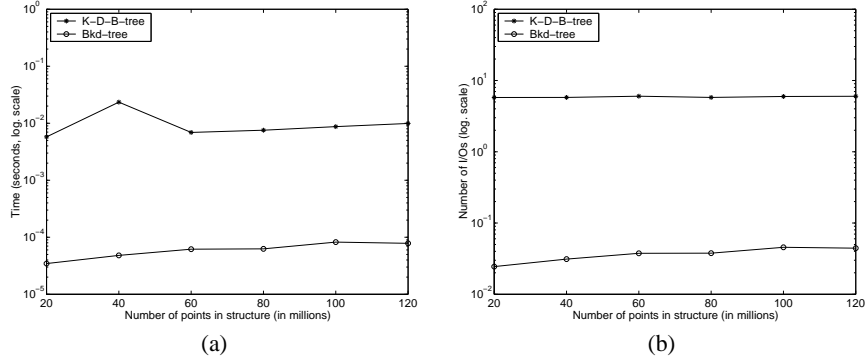 K-D-B-tree
Bkd-tree
10^0
10^-1
10^-2
10^-3
10^-4
10^-5
Time (seconds, log. scale)
20 40 60 80 100 120
Number of points in structure (in millions)
(a)
K-D-B-tree
Bkd-tree
10^2
10^1
10^0
10^-1
10^-2
Number of I/Os (log. scale)
20 40 60 80 100 120
Number of points in structure (in millions)
(b)